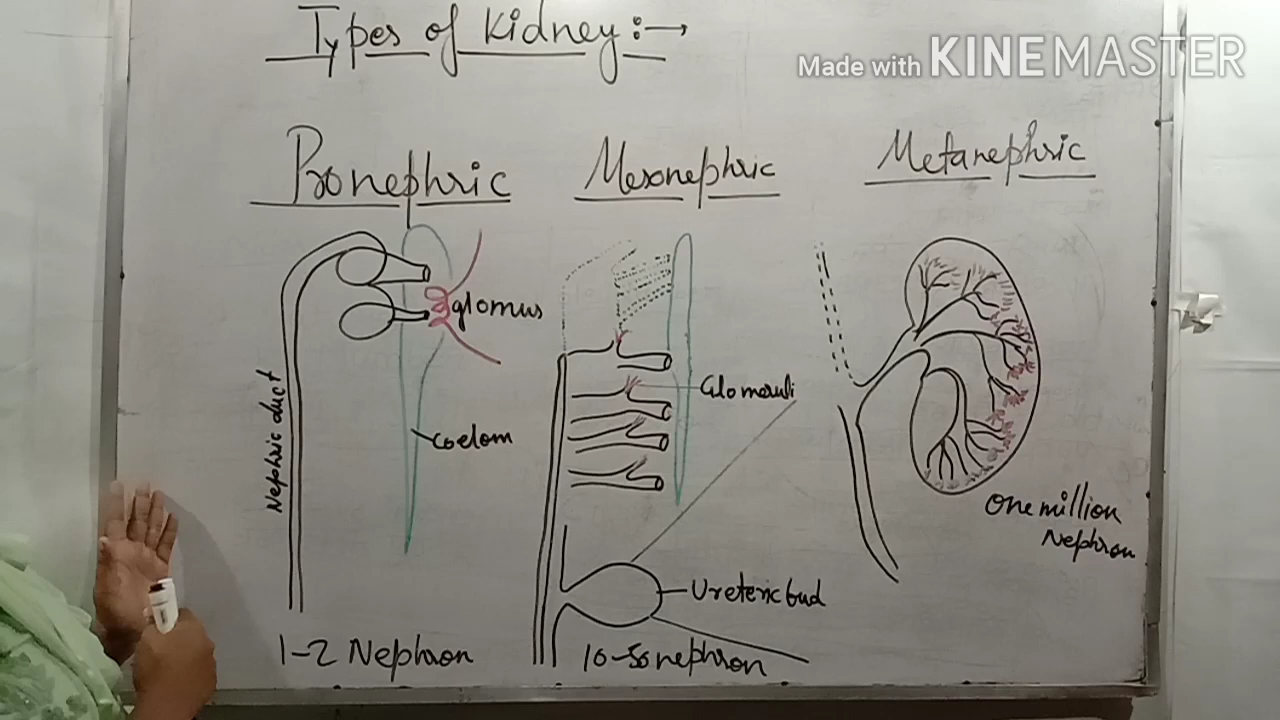 Types of Kidney :→
Made with KINEMASTER
Pronephric
Mesonephric
Metanephric
glomus
Nephric duct
Coelom
Glomeruli
One million
Nephron
Ureteric bud
1-2 Nephron
10-50 nephron